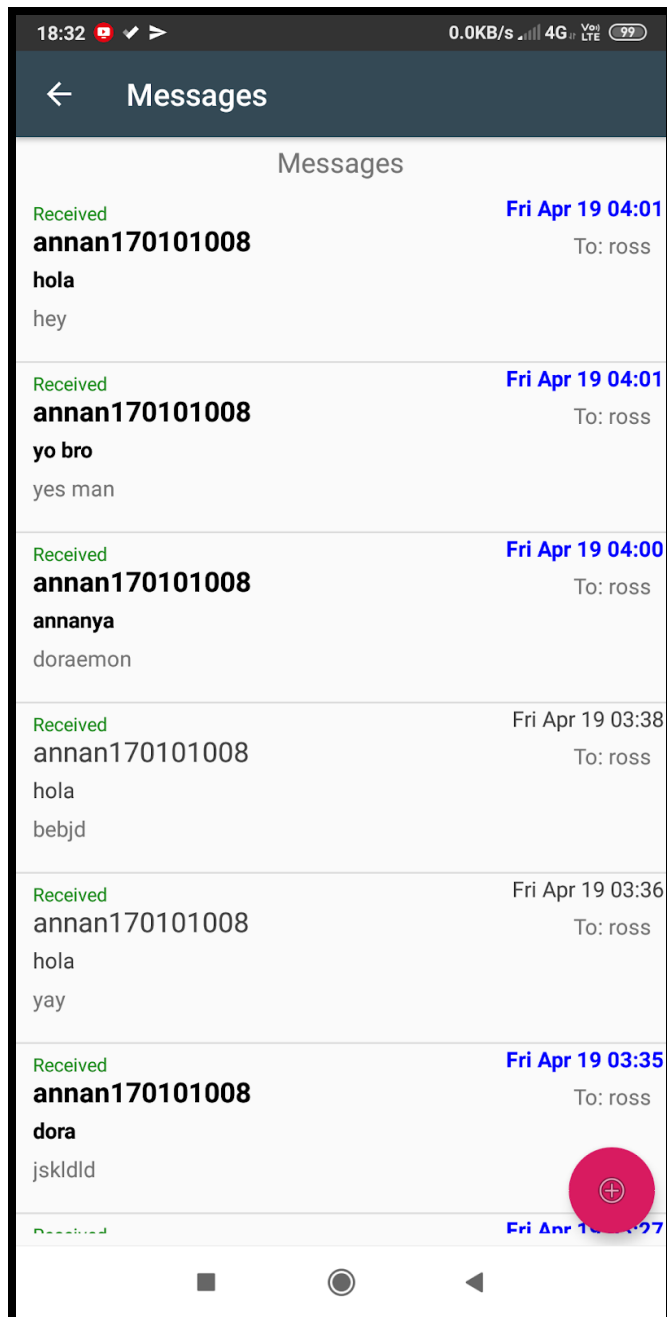 18:32 0.0KB/s 4G Vo) LTE 99
Messages
Messages
Received Fri Apr 19 04:01
annan170101008 To: ross
hola
hey
Received Fri Apr 19 04:01
annan170101008 To: ross
yo bro
yes man
Received Fri Apr 19 04:00
annan170101008 To: ross
annanya
doraemon
Received Fri Apr 19 03:38
annan170101008 To: ross
hola
bebjd
Received Fri Apr 19 03:36
annan170101008 To: ross
hola
yay
Received Fri Apr 19 03:35
annan170101008 To: ross
dora
jskldld
Received Fri Apr 19